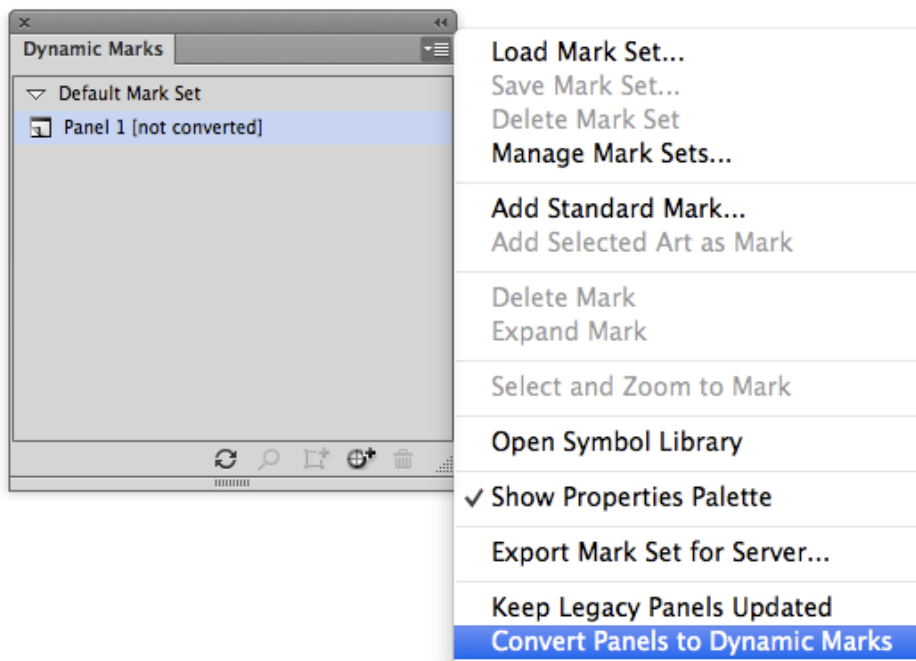 Dynamic Marks
Default Mark Set
Panel 1 [not converted]
Load Mark Set...
Save Mark Set...
Delete Mark Set
Manage Mark Sets...
Add Standard Mark...
Add Selected Art as Mark
Delete Mark
Expand Mark
Select and Zoom to Mark
Open Symbol Library
Show Properties Palette
Export Mark Set for Server...
Keep Legacy Panels Updated
Convert Panels to Dynamic Marks